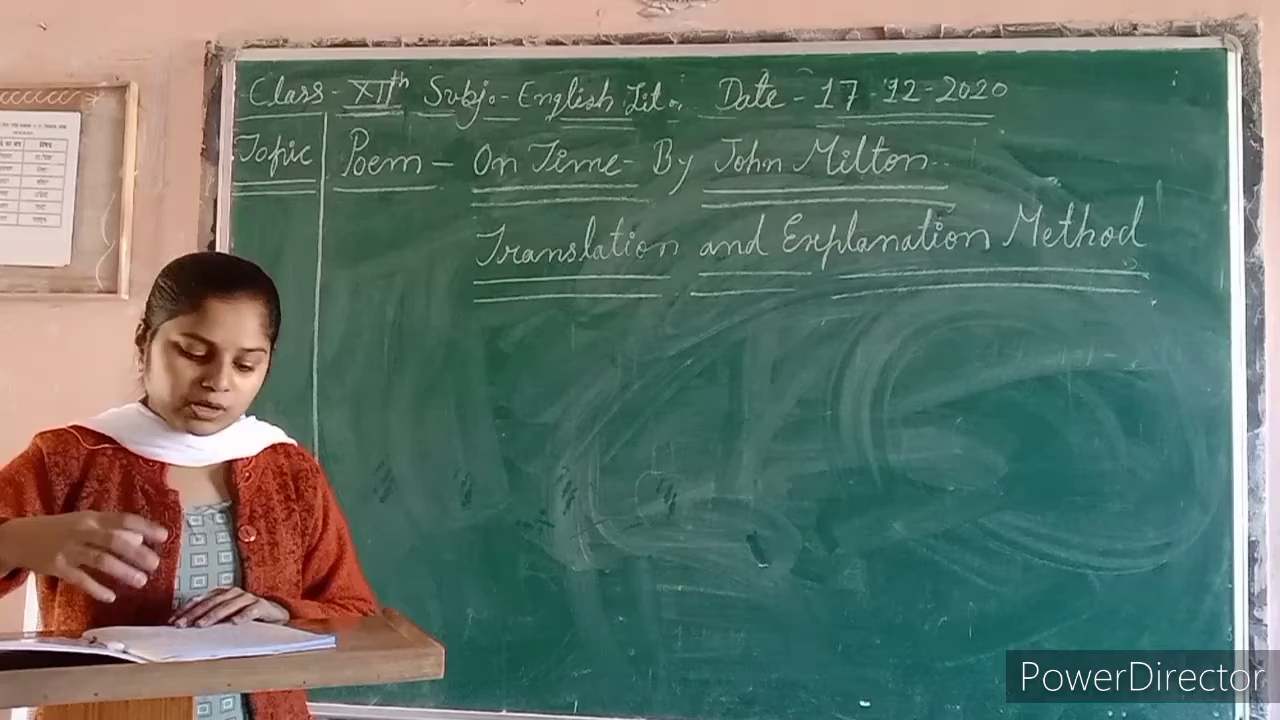 Class - XIIth Subj. - English Lit. Date - 17-12-2020
Topic Poem - On Time - By John Milton
Translation and Explanation Method
PowerDirector